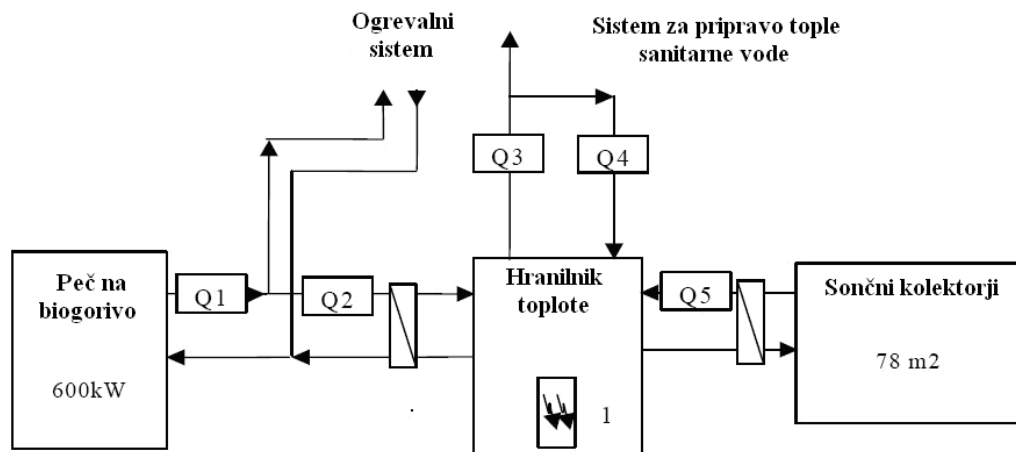 Ogrevalni
sistem
Sistem za pripravo tople
sanitarne vode
Q3
Q4
Peč na
biogorivo
600kW
Q1
Q2
Hranilnik
toplote
1
Q5
Sončni kolektorji
78 m2